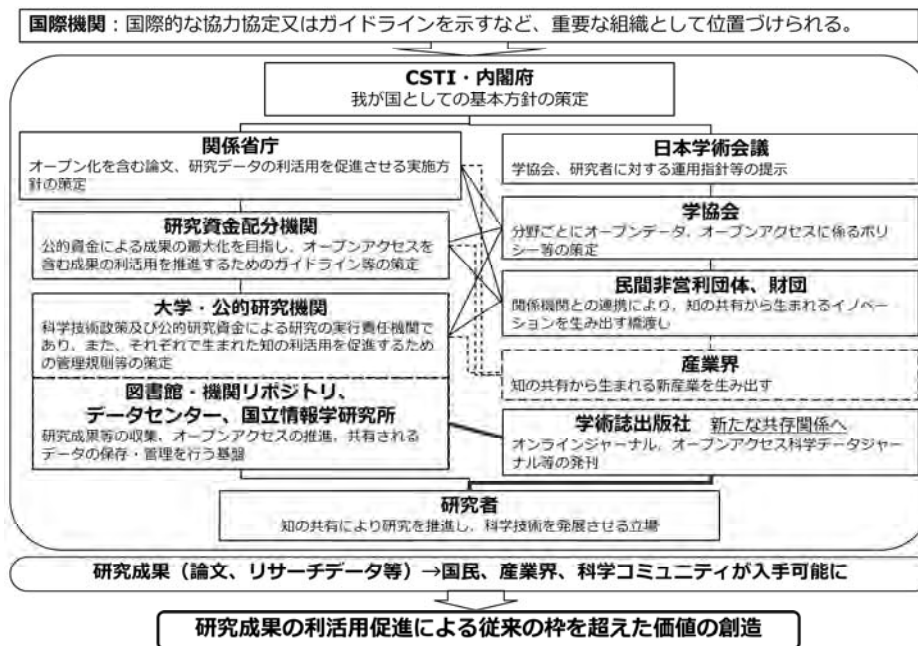 国際機関：国際的な協力協定又はガイドラインを示すなど、重要な組織として位置づけられる。
CSTI・内閣府
我が国としての基本方針の策定
関係省庁
オープン化を含む論文、研究データの利活用を促進させる実施方
針の策定
研究資金配分機関
公的資金による成果の最大化を目指し、オープンアクセスを
含む成果の利活用を推進するためのガイドライン等の策定
大学・公的研究機関
科学技術政策及び公的研究資金による研究の実行責任機関で
あり、また、それぞれで生まれた知の利活用を促進するため
の管理規則等の策定
図書館・機関リポジトリ、
データセンター、国立情報学研究所
研究成果等の収集、オープンアクセスの推進、共有される
データの保存・管理を行う基盤
日本学術会議
学協会、研究者に対する運用指針等の提示
学協会
分野ごとにオープンデータ、オープンアクセスに係るポリ
シー等の策定
民間非営利団体、財団
関係機関との連携により、知の共有から生まれるイノベー
ションを生み出す橋渡し
産業界
知の共有から生まれる新産業を生み出す
学術誌出版社 新たな共存関係へ
オンラインジャーナル、オープンアクセス科学データジャー
ナル等の発刊
研究者
知の共有により研究を推進し、科学技術を発展させる立場
研究成果（論文、リサーチデータ等）→国民、産業界、科学コミュニティが入手可能に
研究成果の利活用促進による従来の枠を超えた価値の創造